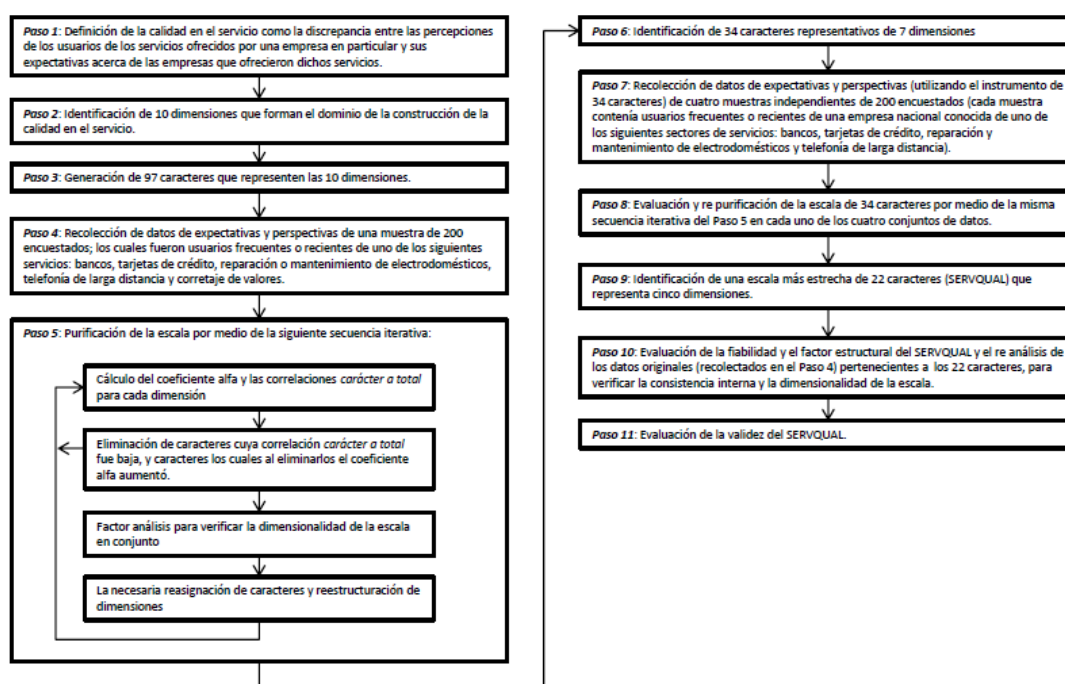 Paso 1: Definición de la calidad en el servicio como la discrepancia entre las percepciones
de los usuarios de los servicios ofrecidos por una empresa en particular y sus
expectativas acerca de las empresas que ofrecieron dichos servicios.
Paso 2: Identificación de 10 dimensiones que forman el dominio de la construcción de la
calidad en el servicio.
Paso 3: Generación de 97 caracteres que representen las 10 dimensiones.
Paso 4: Recolección de datos de expectativas y perspectivas de una muestra de 200
encuestados; los cuales fueron usuarios frecuentes o recientes de uno de los siguientes
servicios: bancos, tarjetas de crédito, reparación o mantenimiento de electrodomésticos,
telefonía de larga distancia y corretaje de valores.
Paso 5: Purificación de la escala por medio de la siguiente secuencia iterativa:
Cálculo del coeficiente alfa y las correlaciones carácter a total
para cada dimensión
Eliminación de caracteres cuya correlación carácter a total
fue baja, y caracteres los cuales al eliminarlos el coeficiente
alfa aumentó.
Factor análisis para verificar la dimensionalidad de la escala
en conjunto
La necesaria reasignación de caracteres y reestructuración de
dimensiones
Paso 6: Identificación de 34 caracteres representativos de 7 dimensiones
Paso 7: Recolección de datos de expectativas y perspectivas (utilizando el instrumento de
34 caracteres) de cuatro muestras independientes de 200 encuestados (cada muestra
contenía usuarios frecuentes o recientes de una empresa nacional conocida de uno de
los siguientes sectores de servicios: bancos, tarjetas de crédito, reparación y
mantenimiento de electrodomésticos y telefonía de larga distancia).
Paso 8: Evaluación y re purificación de la escala de 34 caracteres por medio de la misma
secuencia iterativa del Paso 5 en cada uno de los cuatro conjuntos de datos.
Paso 9: Identificación de una escala más estrecha de 22 caracteres (SERVQUAL) que
representa cinco dimensiones.
Paso 10: Evaluación de la fiabilidad y el factor estructural del SERVQUAL y el re análisis de
los datos originales (recolectados en el Paso 4) pertenecientes a los 22 caracteres, para
verificar la consistencia interna y la dimensionalidad de la escala.
Paso 11: Evaluación de la validez del SERVQUAL.